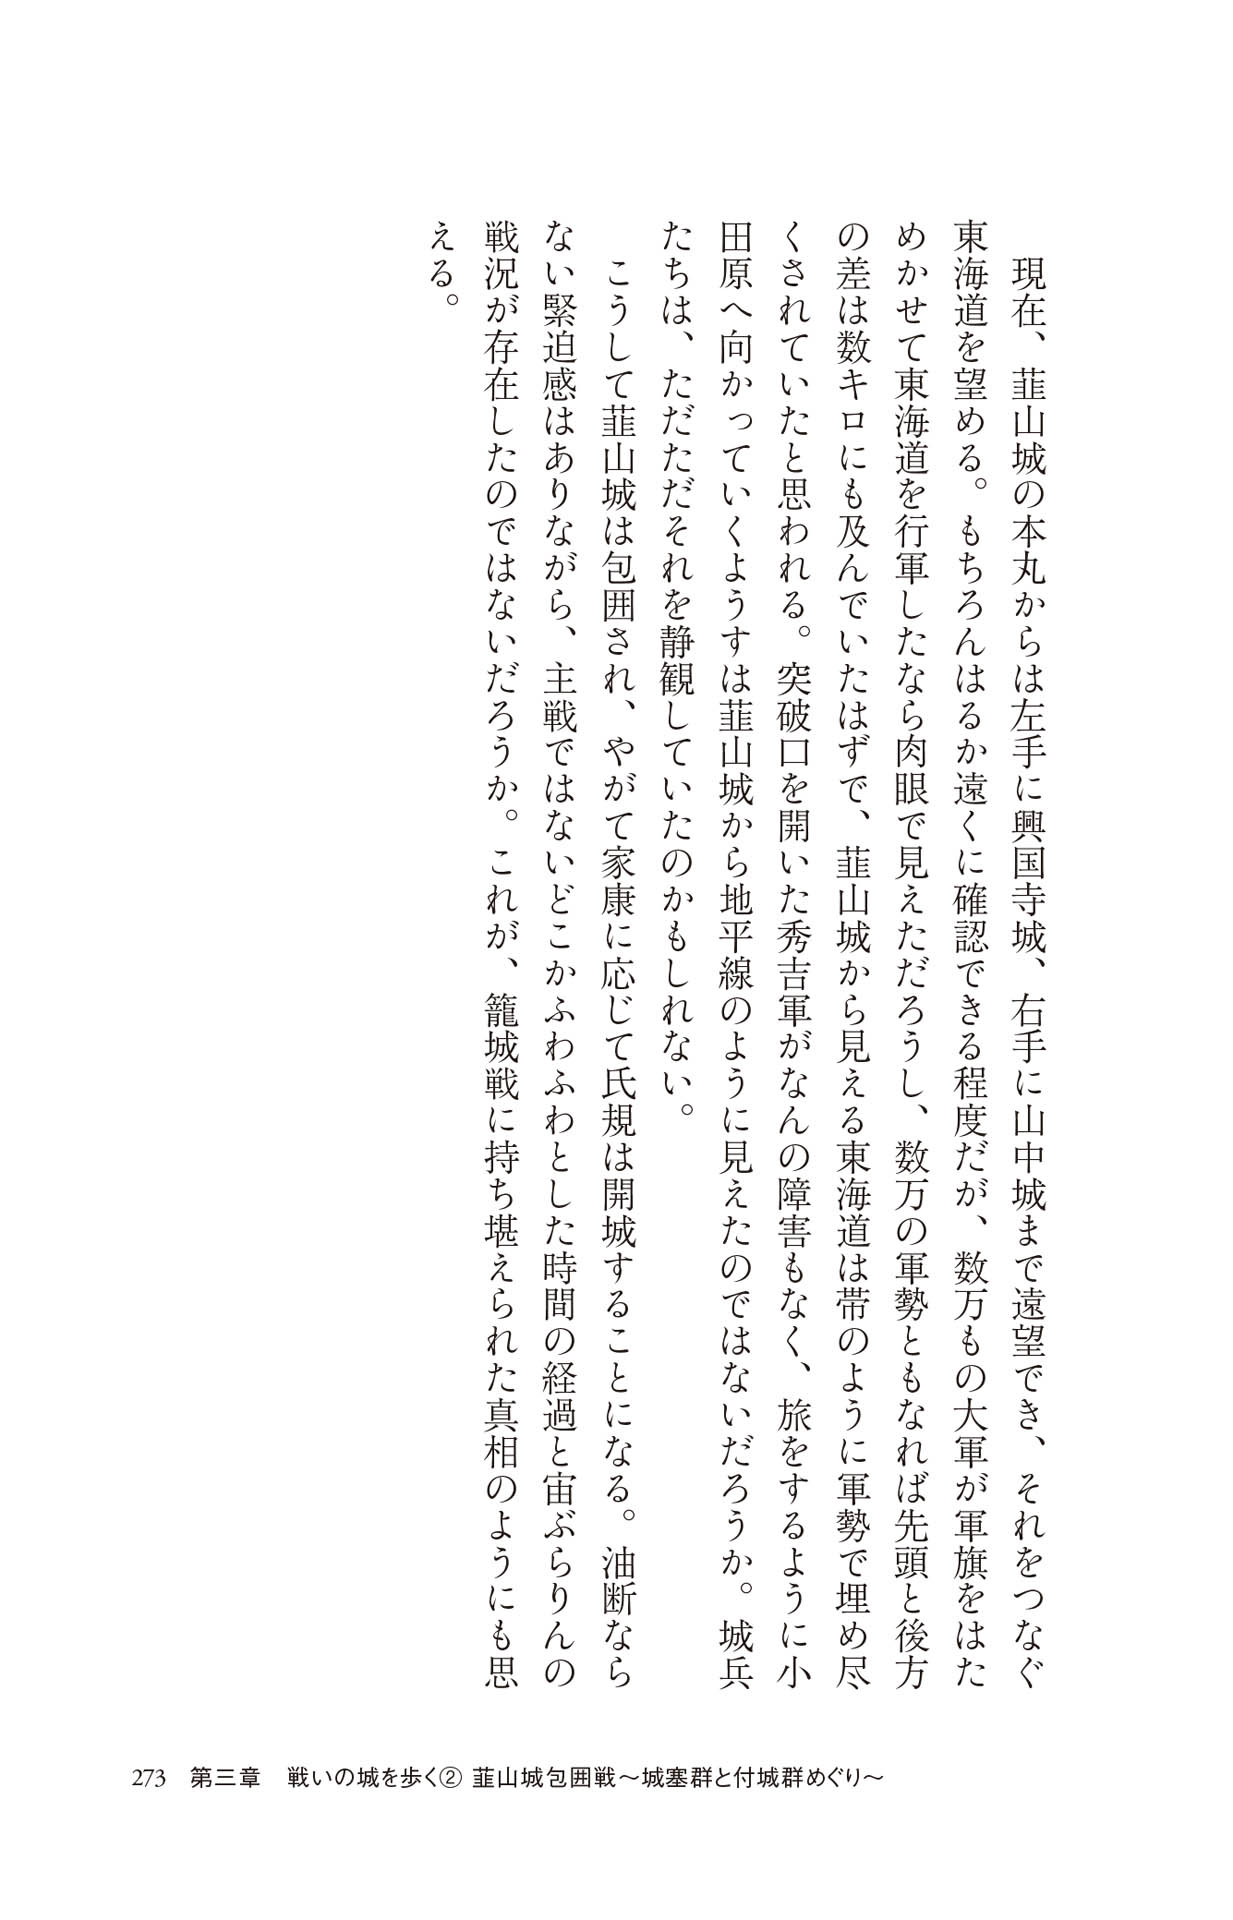 現在、韮山城の本丸からは左手に興国寺城、右手に山中城まで遠望でき、それをつなぐ
東海道を望める。もちろんはるか遠くに確認できる程度だが、数万もの大軍が軍旗をはた
めかせて東海道を行軍したなら肉眼で見えただろうし、数万の軍勢ともなれば先頭と後方
の差は数キロにも及んでいたはずで、韮山城から見える東海道は帯のように軍勢で埋め尽
くされていたと思われる。突破口を開いた秀吉軍がなんの障害もなく、旅をするように小
田原へ向かっていくようすは韮山城から地平線のように見えたのではないだろうか。城兵
たちは、ただただそれを静観していたのかもしれない。
　こうして韮山城は包囲され、やがて家康に応じて氏規は開城することになる。油断なら
ない緊迫感はありながら、主戦ではないどこかふわふわとした時間の経過と宙ぶらりんの
戦況が存在したのではないだろうか。これが、籠城戦に持ち堪えられた真相のようにも思
える。
273　第三章　戦いの城を歩く② 韮山城包囲戦〜城塞群と付城群めぐり〜